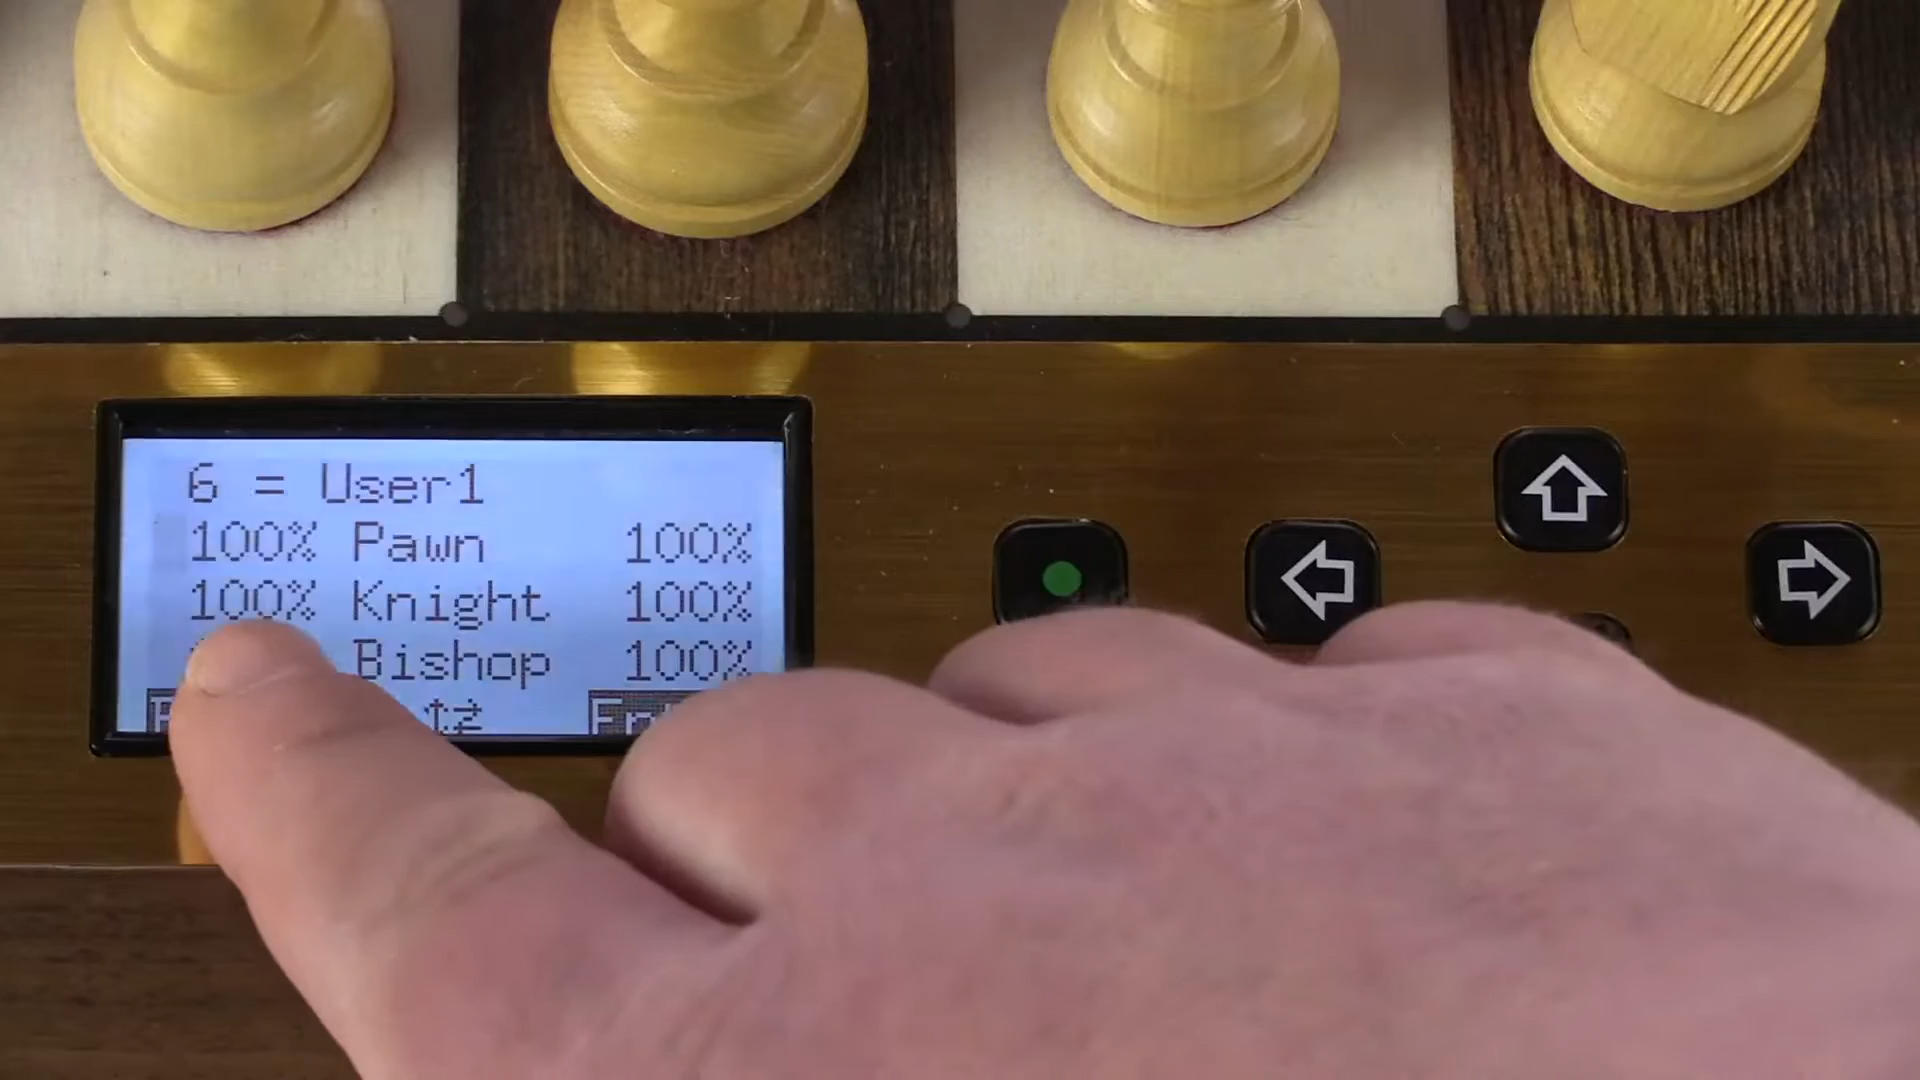 6 = User1
100% Pawn 100%
100% Knight 100%
Bishop 100%